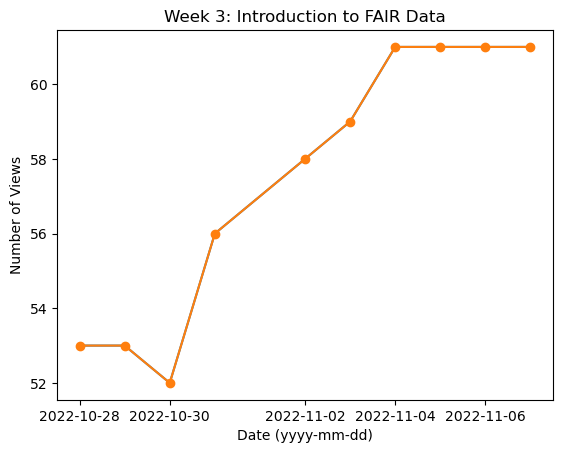 Week 3: Introduction to FAIR Data
Number of Views
60
58
56
54
52
2022-10-28 2022-10-30 2022-11-02 2022-11-04 2022-11-06
Date (yyyy-mm-dd)